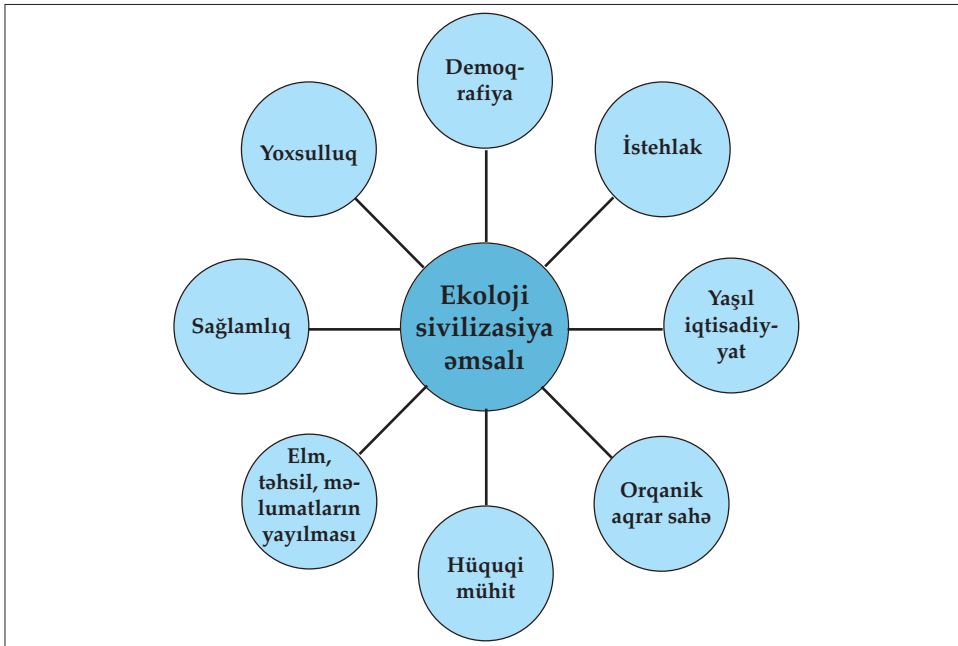 Demoq-
rafiya
Yoxsulluq
İstehlak
Ekoloji
sivilizasiya
əmsalı
Sağlamlıq
Yaşıl
iqtisadiy-
yat
Elm,
təhsil, mə-
lumatların
yayılması
Orqanik
aqrar sahə
Hüquqi
mühit